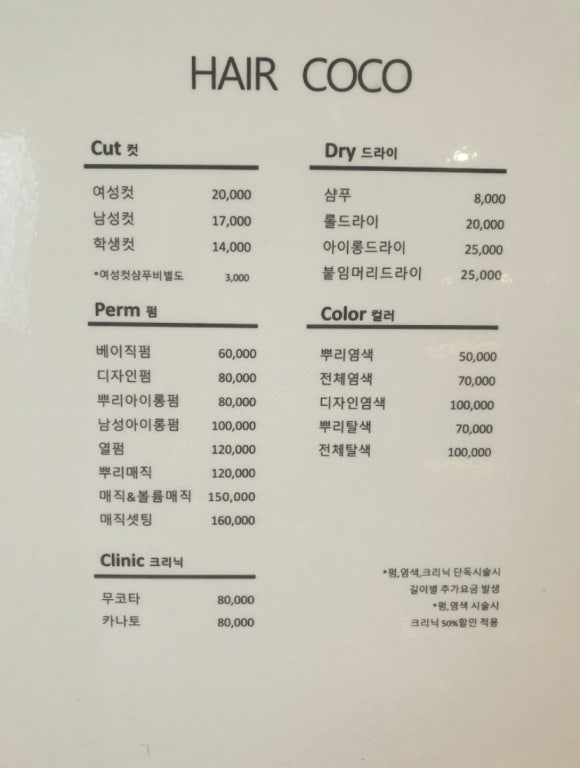 HAIR COCO
Cut 컷
여성컷 20,000
남성컷 17,000
학생컷 14,000
*여성컷샴푸비별도 3,000
Perm 펌
베이직펌 60,000
디자인펌 80,000
뿌리아이롱펌 80,000
남성아이롱펌 100,000
열펌 120,000
뿌리매직 120,000
매직&볼륨매직 150,000
매직셋팅 160,000
Clinic 크리닉
무코타 80,000
카나토 80,000
Dry 드라이
샴푸 8,000
롤드라이 20,000
아이롱드라이 25,000
붙임머리드라이 25,000
Color 컬러
뿌리염색 50,000
전체염색 70,000
디자인염색 100,000
뿌리탈색 70,000
전체탈색 100,000
*펌,염색,크리닉 단독시술시
길이별 추가요금 발생
*펌,염색 시술시
크리닉 50%할인 적용